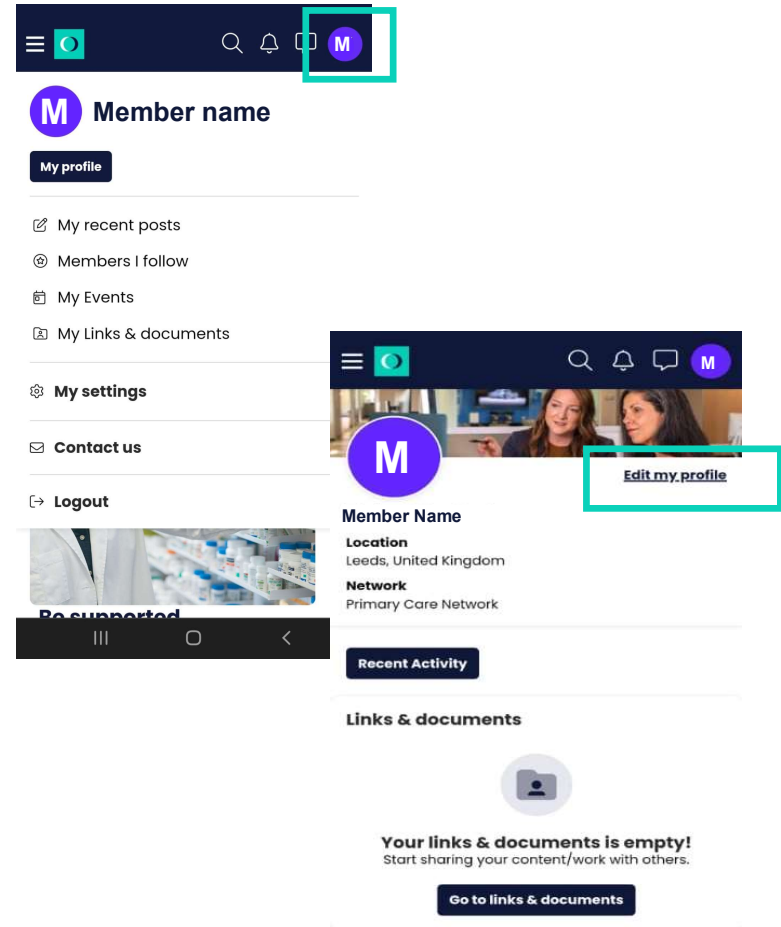 M
M Member name
My profile
My recent posts
Members I follow
My Events
My Links & documents
My settings
Contact us
Logout
Be supported
M
M
Edit my profile
Member Name
Location
Leeds, United Kingdom
Network
Primary Care Network
Recent Activity
Links & documents
Your links & documents is empty!
Start sharing your content/work with others.
Go to links & documents